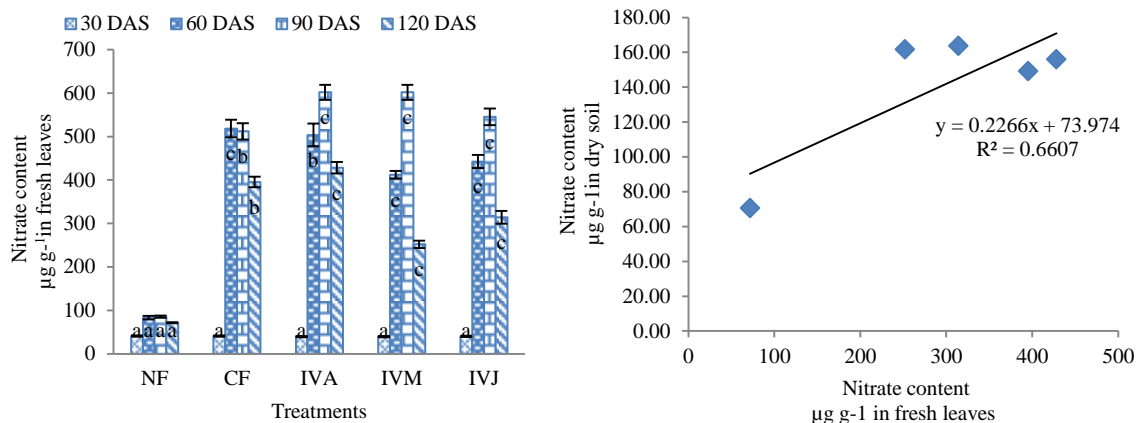 30 DAS 60 DAS 90 DAS 120 DAS
Nitrate content
µg g-¹in fresh leaves
700
600
500
400
300
200
100
0
a a a a
a c b b
a b c c
a c c c
a c c c
NF CF IVA IVM IVJ
Treatments
Nitrate content
µg g-1in dry soil
180.00
160.00
140.00
120.00
100.00
80.00
60.00
40.00
20.00
0.00
y = 0.2266x + 73.974
R² = 0.6607
0 100 200 300 400 500
Nitrate content
µg g-1 in fresh leaves